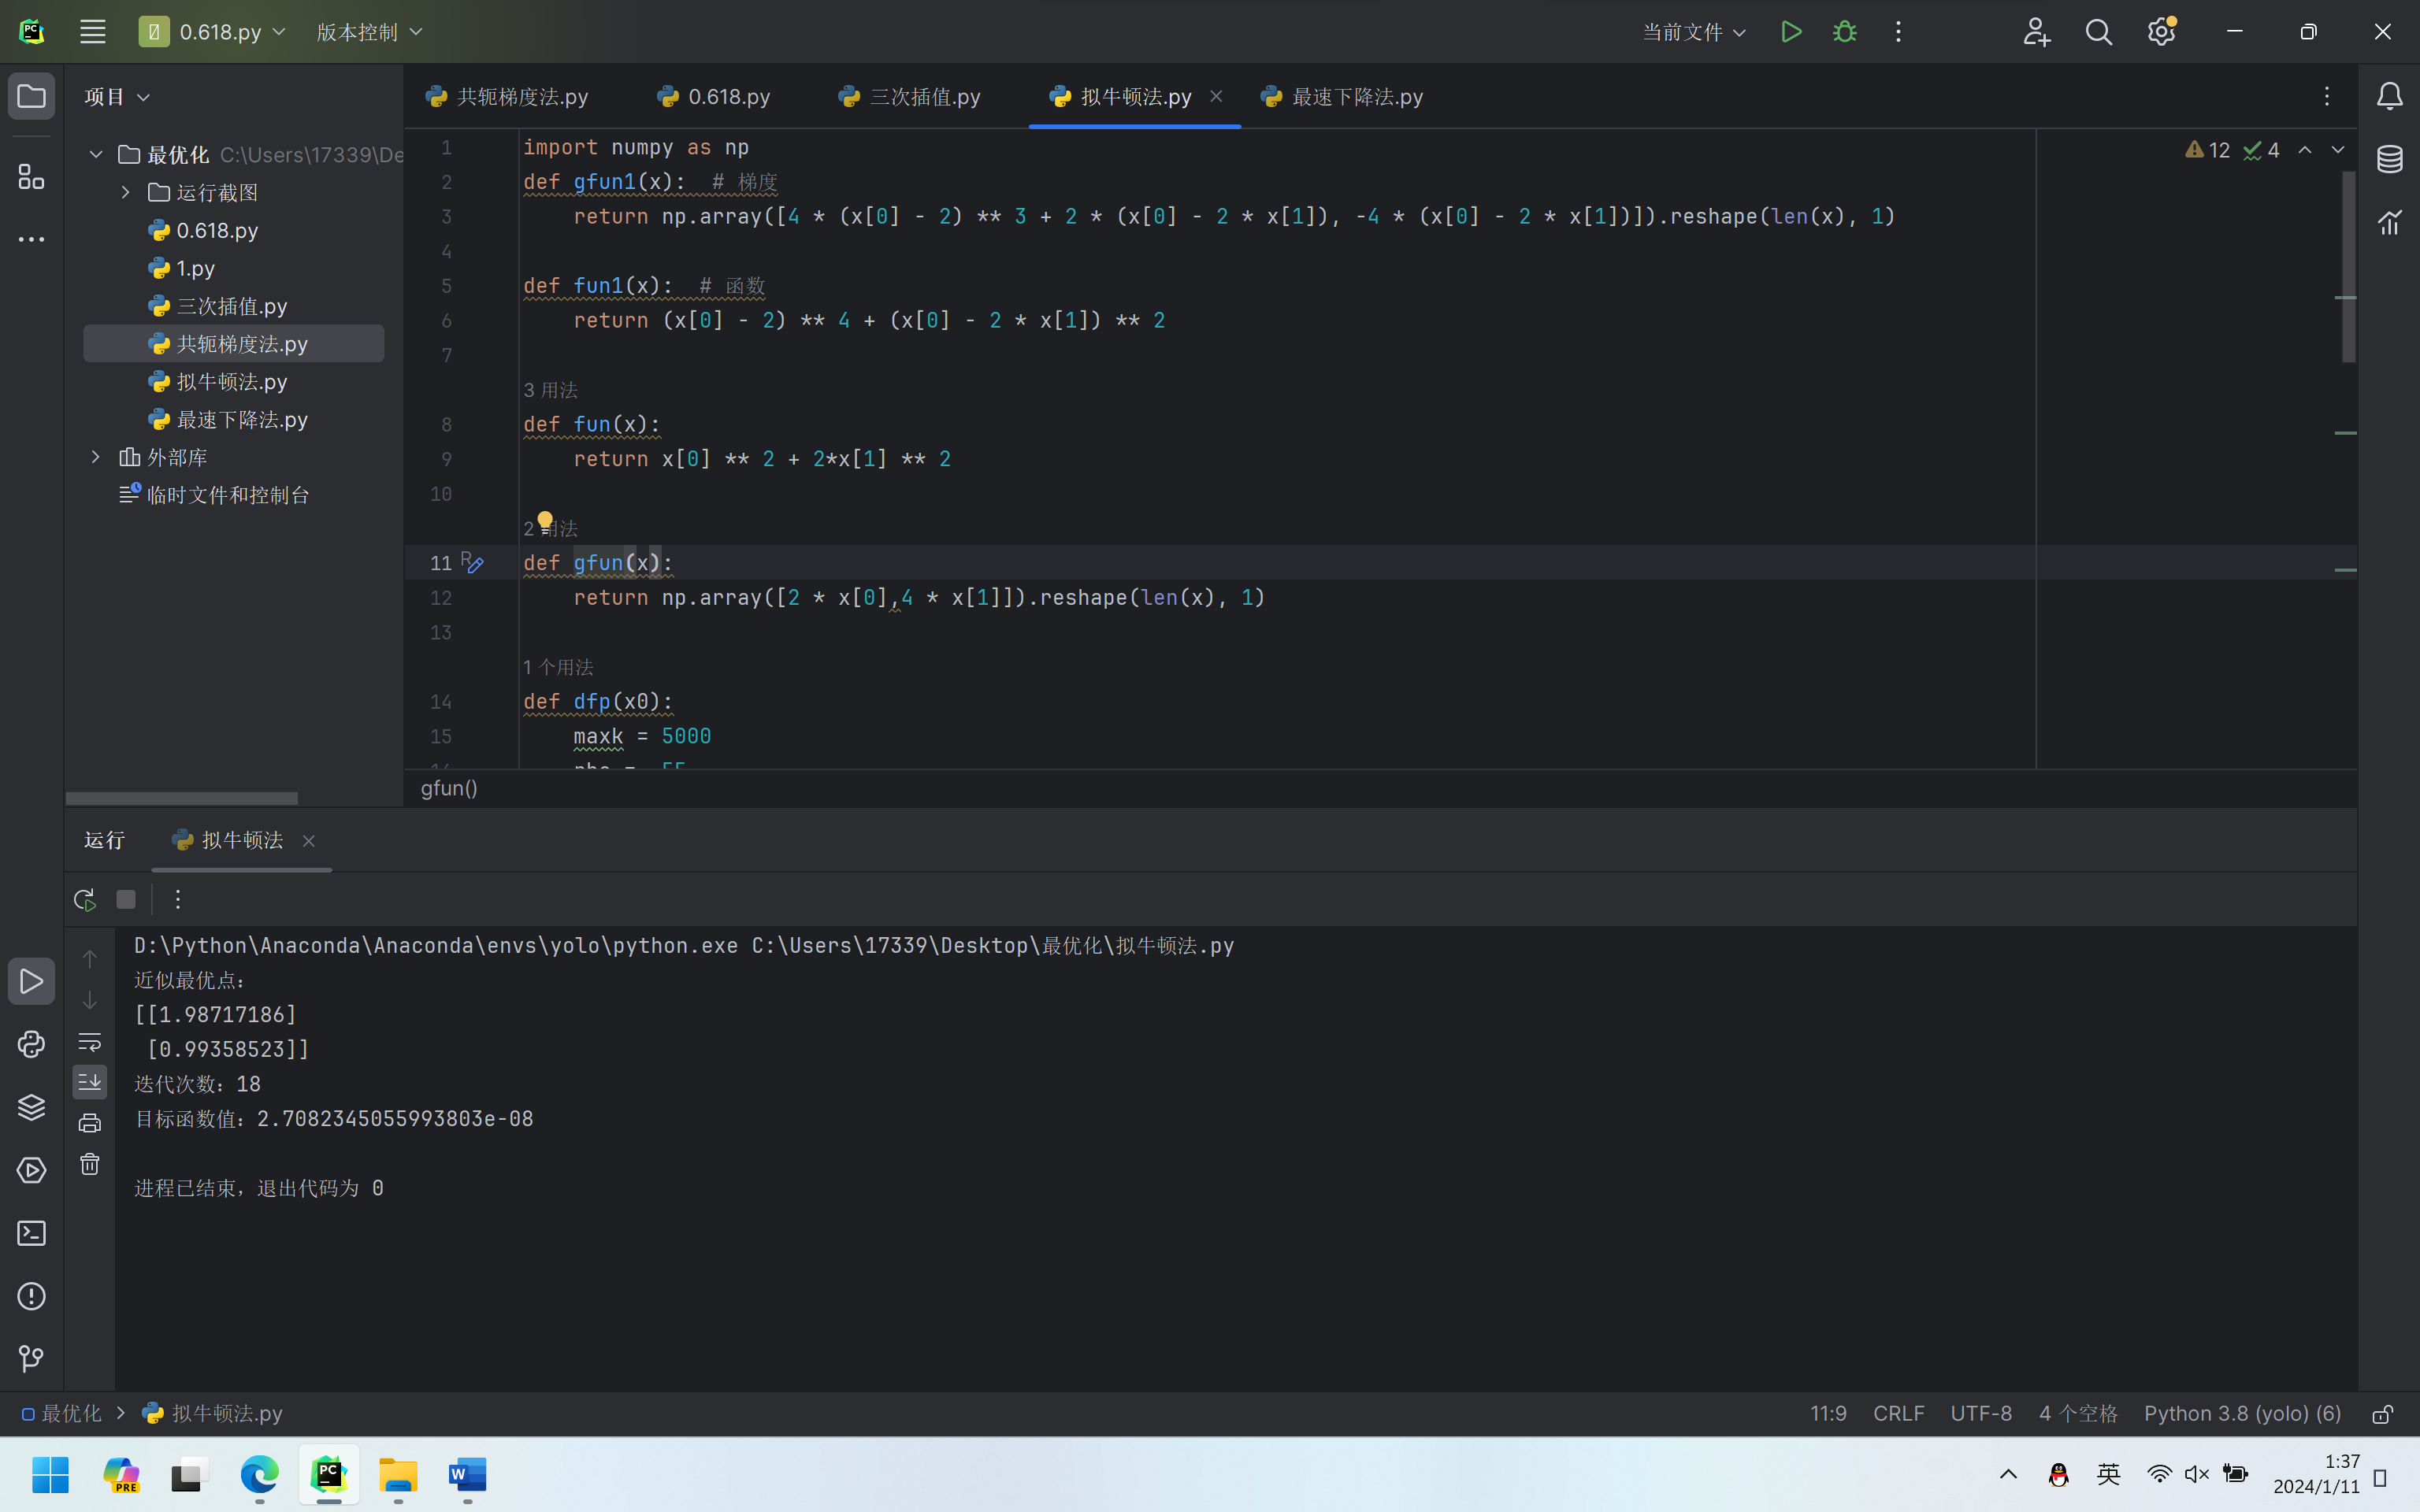 0.618.py
版本控制
当前文件
项目
共轭梯度法.py
0.618.py
三次插值.py
拟牛顿法.py
最速下降法.py
最优化 C:\Users\17339\De
运行截图
0.618.py
1.py
三次插值.py
共轭梯度法.py
拟牛顿法.py
最速下降法.py
外部库
临时文件和控制台
12 4
1 import numpy as np
2 def gfun1(x):  # 梯度
3     return np.array([4 * (x[0] - 2) ** 3 + 2 * (x[0] - 2 * x[1]), -4 * (x[0] - 2 * x[1])]).reshape(len(x), 1)
4
5 def fun1(x):  # 函数
6     return (x[0] - 2) ** 4 + (x[0] - 2 * x[1]) ** 2
7
3 用法
8 def fun(x):
9     return x[0] ** 2 + 2*x[1] ** 2
10
2 用法
11 def gfun(x):
12     return np.array([2 * x[0],4 * x[1]]).reshape(len(x), 1)
13
1 个用法
14 def dfp(x0):
15     maxk = 5000
gfun()
运行
拟牛顿法
D:\Python\Anaconda\Anaconda\envs\yolo\python.exe C:\Users\17339\Desktop\最优化\拟牛顿法.py
近似最优点:
[[1.98717186]
 [0.99358523]]
迭代次数: 18
目标函数值: 2.7082345055993803e-08
进程已结束，退出代码为 0
最优化 > 拟牛顿法.py
11:9 CRLF UTF-8 4 个空格 Python 3.8 (yolo) (6)
PC
PRE
W
英
1:37
2024/1/11